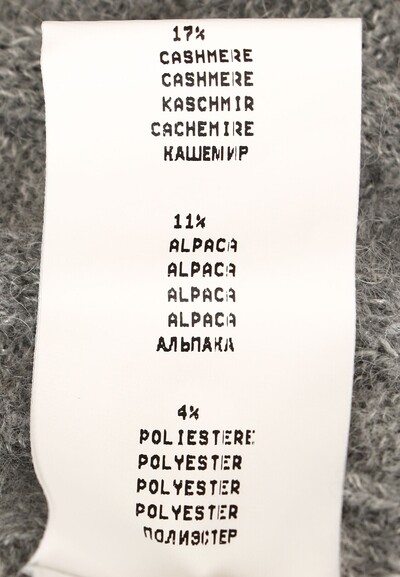 17%
CASHMERE
CASHMERE
KASCHMIR
CACHEMIRE
КАШЕМИР
11%
ALPACA
ALPACA
ALPACA
ALPACA
АЛЬПАКА
4%
POLIESTERE
POLYESTER
POLYESTER
POLYESTER
ПОЛИЭСТЕР